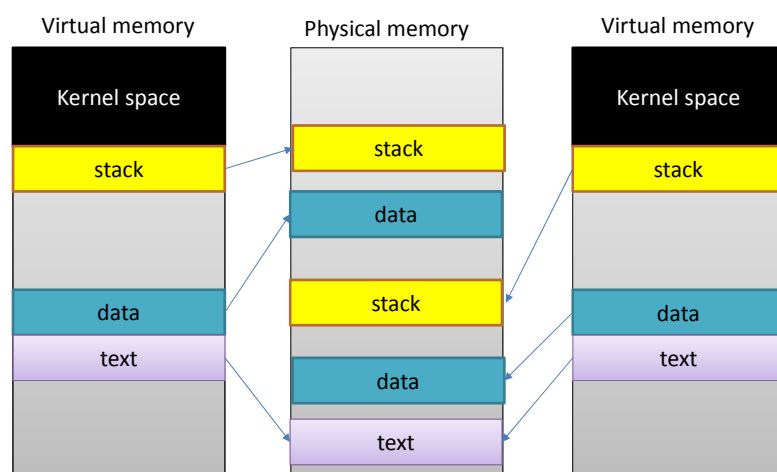 Virtual memory
Physical memory
Virtual memory
Kernel space
stack
data
text
stack
data
stack
data
text
Kernel space
stack
data
text